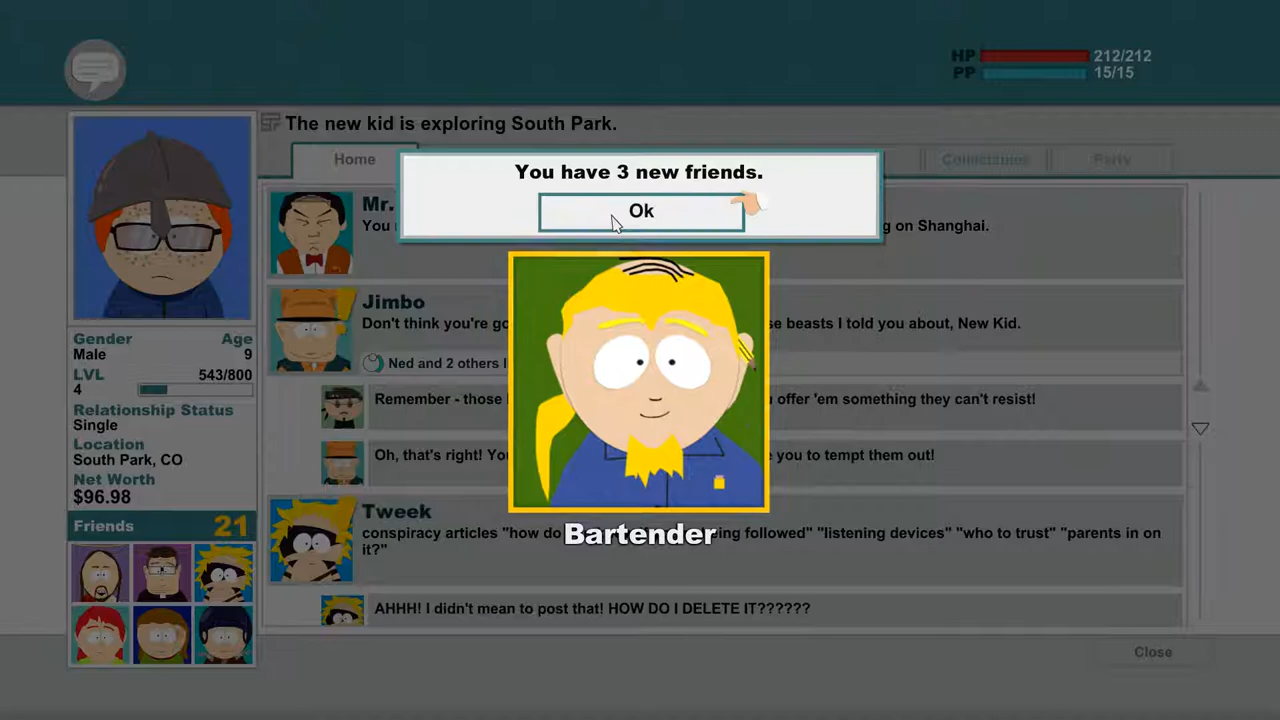 HP 212/212
PP 15/15
The new kid is exploring South Park.
Home
Collectables
Party
You have 3 new friends.
Ok
Mr.
You
g on Shanghai.
Jimbo
Don't think you're go
se beasts I told you about, New Kid.
Ned and 2 others l
Remember - those
u offer 'em something they can't resist!
Oh, that's right! Yo
e you to tempt them out!
Tweek
conspiracy articles "how do
eing followed" "listening devices" "who to trust" "parents in on
it?"
AHHH! I didn't mean to post that! HOW DO I DELETE IT??????
Bartender
Gender Age
Male 9
LVL 543/800
4
Relationship Status
Single
Location
South Park, CO
Net Worth
$96.98
Friends 21
Close